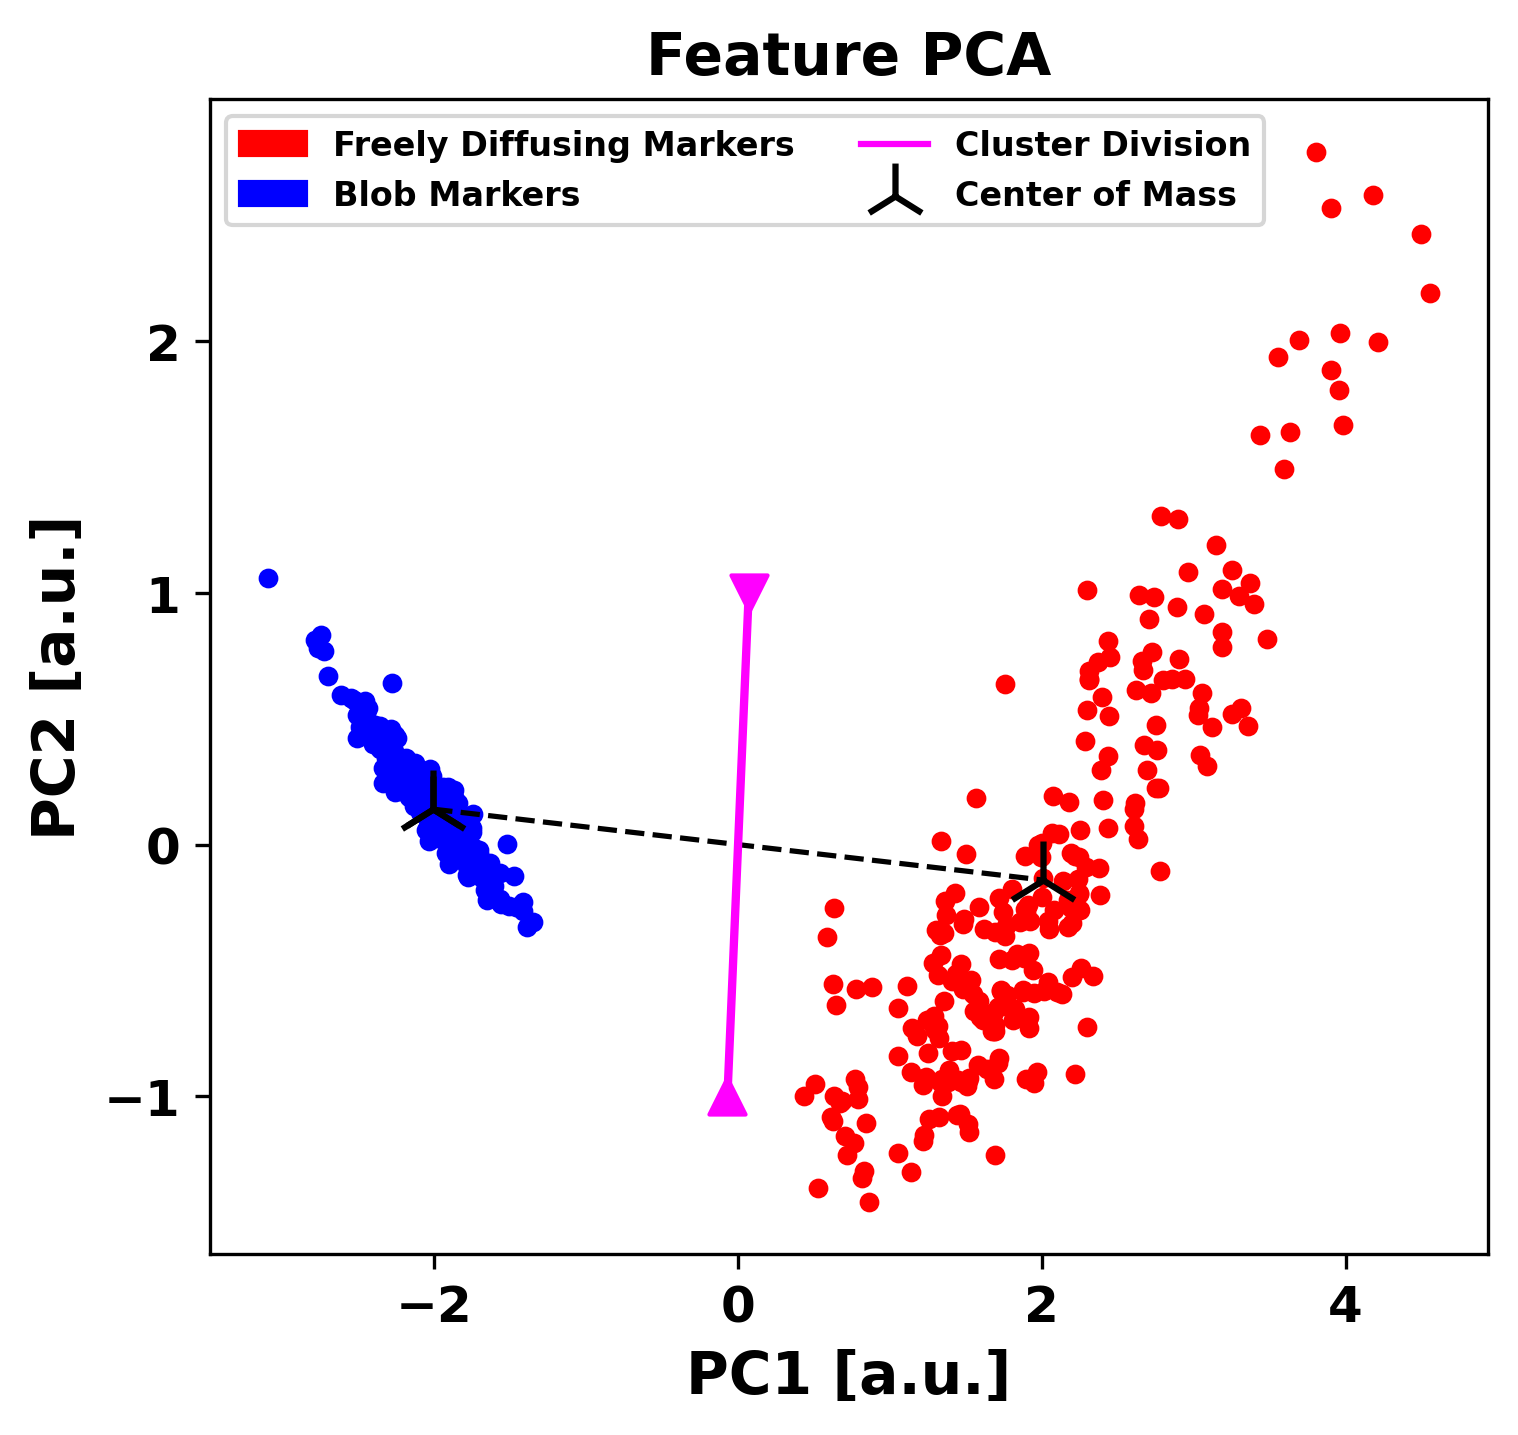 Feature PCA
Freely Diffusing Markers
Blob Markers
Cluster Division
Center of Mass
PC2 [a.u.]
2
1
0
−1
−2
0
2
4
PC1 [a.u.]